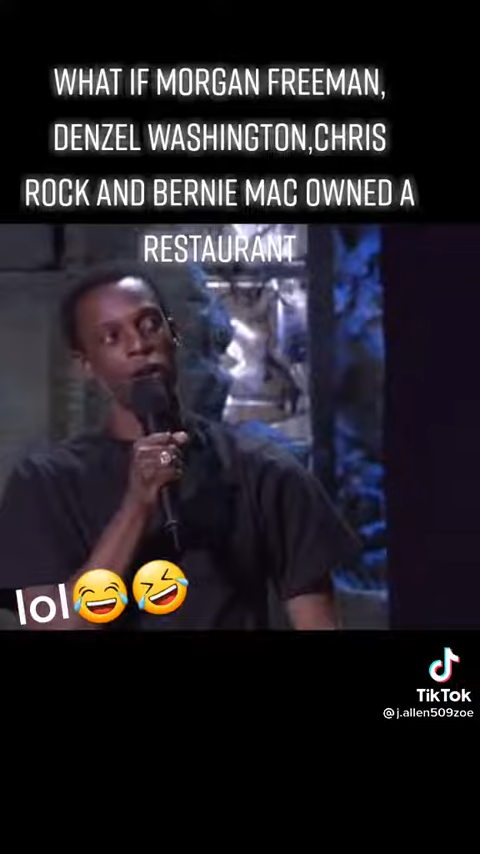 WHAT IF MORGAN FREEMAN,
DENZEL WASHINGTON,CHRIS
ROCK AND BERNIE MAC OWNED A
RESTAURANT
lol😂🤣
TikTok
@j.allen509zoe